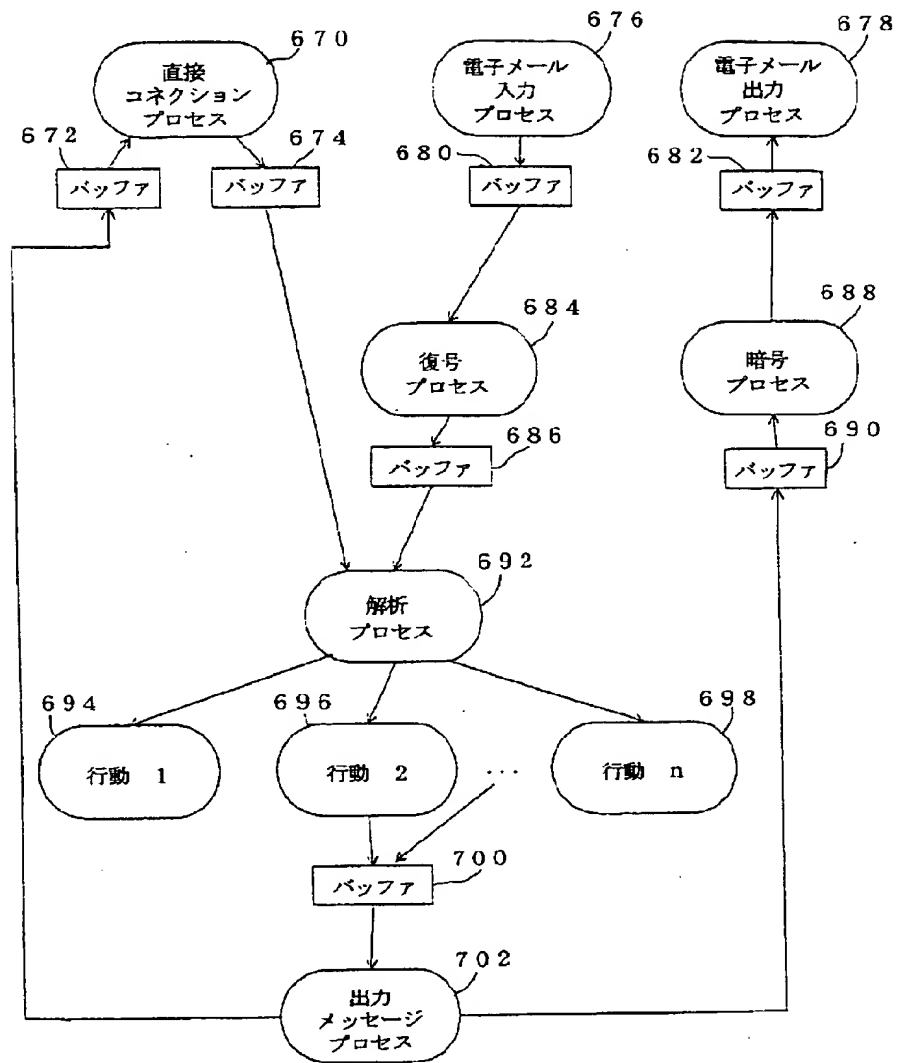 670
直接
コネクション
プロセス
676
電子メール
入力
プロセス
678
電子メール
出力
プロセス
672
バッファ
674
バッファ
680
バッファ
682
バッファ
684
復号
プロセス
688
暗号
プロセス
686
バッファ
690
バッファ
692
解析
プロセス
694
行動 1
696
行動 2
...
698
行動 n
700
バッファ
702
出力
メッセージ
プロセス